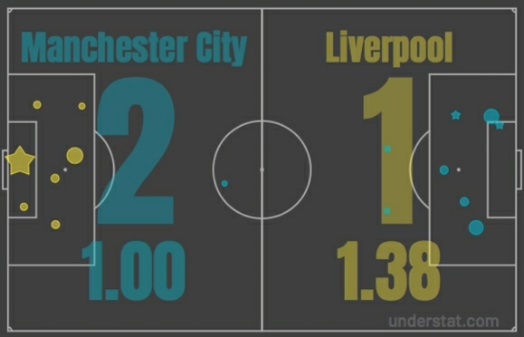 Manchester City Liverpool
2 1
1.00 1.38
understat.com